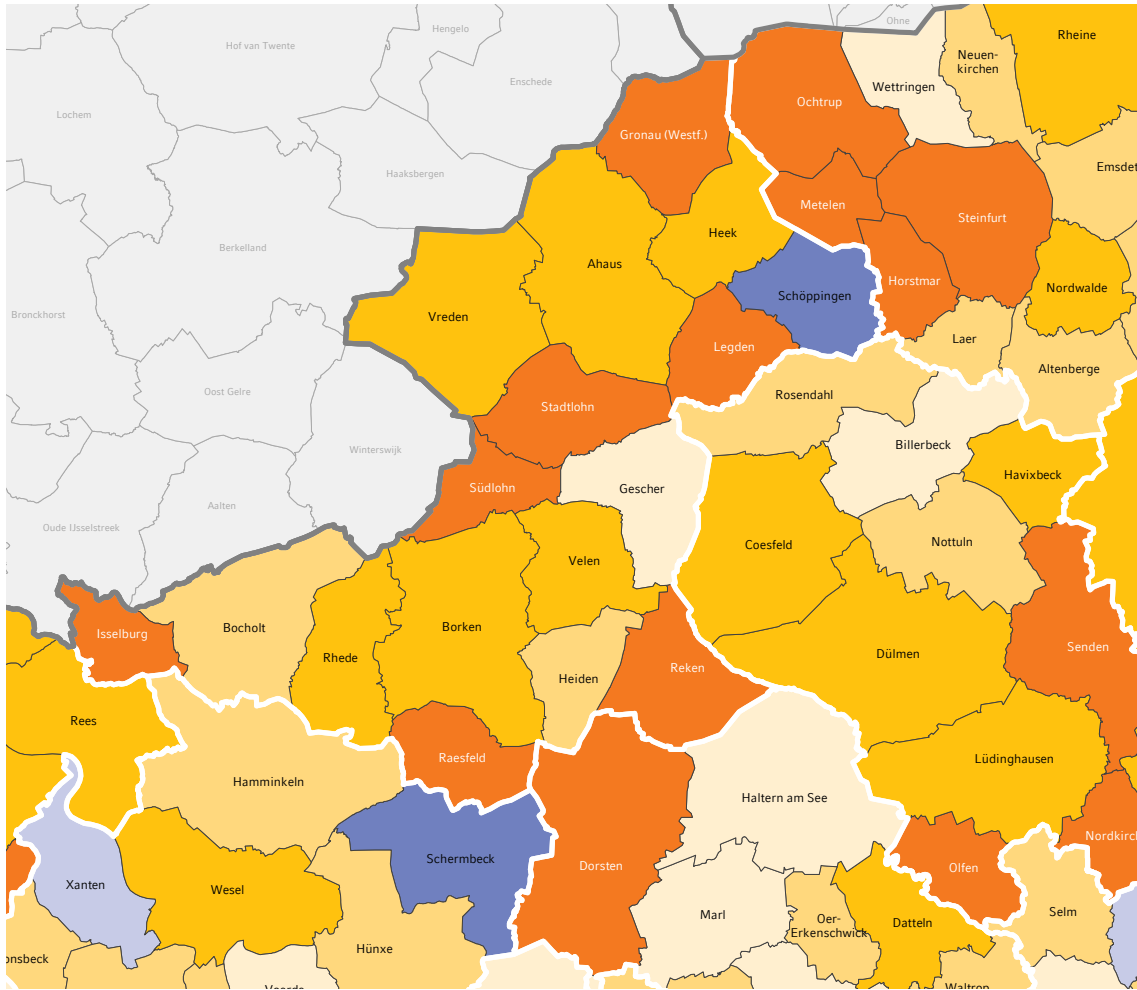 Ohne
Hengelo
Hof van Twente
Rheine
Enschede
Neuen-
kirchen
Wettringen
Ochtrup
Lochem
Gronau (Westf.)
Emsdet
Haaksbergen
Metelen
Steinfurt
Heek
Berkelland
Ahaus
Horstmar
Nordwalde
Schöppingen
Bronckhorst
Vreden
Laer
Legden
Altenberge
Oost Gelre
Rosendahl
Stadtlohn
Billerbeck
Winterswijk
Havixbeck
Südlohn
Gescher
Aalten
Oude IJsselstreek
Nottuln
Coesfeld
Velen
Isselburg
Bocholt
Borken
Senden
Rhede
Dülmen
Reken
Heiden
Rees
Raesfeld
Lüdinghausen
Hamminkeln
Haltern am See
Nordkirch
Schermbeck
Dorsten
Olfen
Xanten
Wesel
Selm
Marl
Oer-
Erkenschwick
Datteln
Hünxe
onsbeck
Voerde
Waltrop